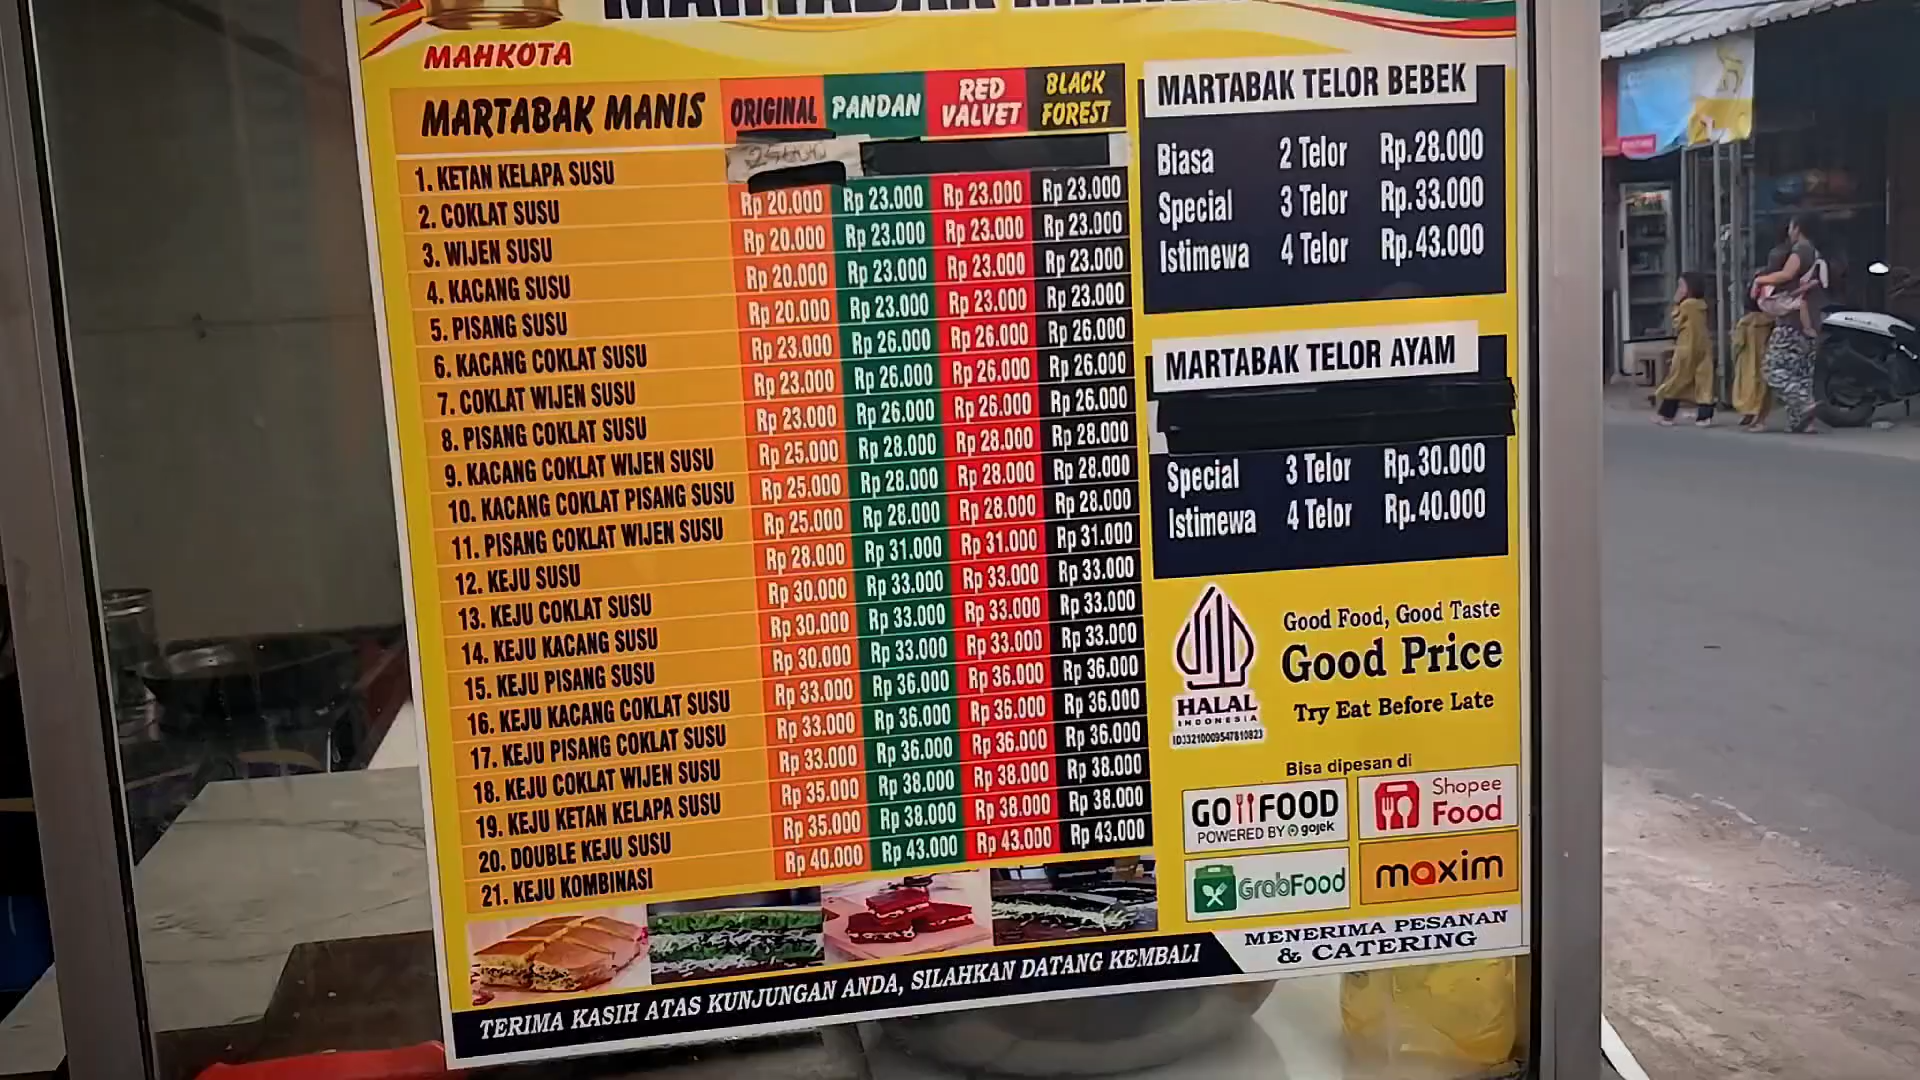 MARTABAK
MAHKOTA
MARTABAK MANIS ORIGINAL PANDAN RED VALVET BLACK FOREST
1. KETAN KELAPA SUSU
2. COKLAT SUSU Rp 20.000 Rp 23.000 Rp 23.000 Rp 23.000
3. WIJEN SUSU Rp 20.000 Rp 23.000 Rp 23.000 Rp 23.000
4. KACANG SUSU Rp 20.000 Rp 23.000 Rp 23.000 Rp 23.000
5. PISANG SUSU Rp 20.000 Rp 23.000 Rp 23.000 Rp 23.000
6. KACANG COKLAT SUSU Rp 23.000 Rp 26.000 Rp 26.000 Rp 26.000
7. COKLAT WIJEN SUSU Rp 23.000 Rp 26.000 Rp 26.000 Rp 26.000
8. PISANG COKLAT SUSU Rp 23.000 Rp 26.000 Rp 26.000 Rp 26.000
9. KACANG COKLAT WIJEN SUSU Rp 25.000 Rp 28.000 Rp 28.000 Rp 28.000
10. KACANG COKLAT PISANG SUSU Rp 25.000 Rp 28.000 Rp 28.000 Rp 28.000
11. PISANG COKLAT WIJEN SUSU Rp 25.000 Rp 28.000 Rp 28.000 Rp 28.000
12. KEJU SUSU Rp 28.000 Rp 31.000 Rp 31.000 Rp 31.000
13. KEJU COKLAT SUSU Rp 30.000 Rp 33.000 Rp 33.000 Rp 33.000
14. KEJU KACANG SUSU Rp 30.000 Rp 33.000 Rp 33.000 Rp 33.000
15. KEJU PISANG SUSU Rp 30.000 Rp 33.000 Rp 33.000 Rp 33.000
16. KEJU KACANG COKLAT SUSU Rp 33.000 Rp 36.000 Rp 36.000 Rp 36.000
17. KEJU PISANG COKLAT SUSU Rp 33.000 Rp 36.000 Rp 36.000 Rp 36.000
18. KEJU COKLAT WIJEN SUSU Rp 33.000 Rp 36.000 Rp 36.000 Rp 36.000
19. KEJU KETAN KELAPA SUSU Rp 35.000 Rp 38.000 Rp 38.000 Rp 38.000
20. DOUBLE KEJU SUSU Rp 35.000 Rp 38.000 Rp 38.000 Rp 38.000
21. KEJU KOMBINASI Rp 40.000 Rp 43.000 Rp 43.000 Rp 43.000
MARTABAK TELOR BEBEK
Biasa 2 Telor Rp.28.000
Special 3 Telor Rp.33.000
Istimewa 4 Telor Rp.43.000
MARTABAK TELOR AYAM
Special 3 Telor Rp.30.000
Istimewa 4 Telor Rp.40.000
HALAL
INDONESIA
ID33210009547810823
Good Food, Good Taste
Good Price
Try Eat Before Late
Bisa dipesan di
GOFOOD
POWERED BY gojek
Shopee
Food
GrabFood
maxim
MENERIMA PESANAN
& CATERING
TERIMA KASIH ATAS KUNJUNGAN ANDA, SILAHKAN DATANG KEMBALI